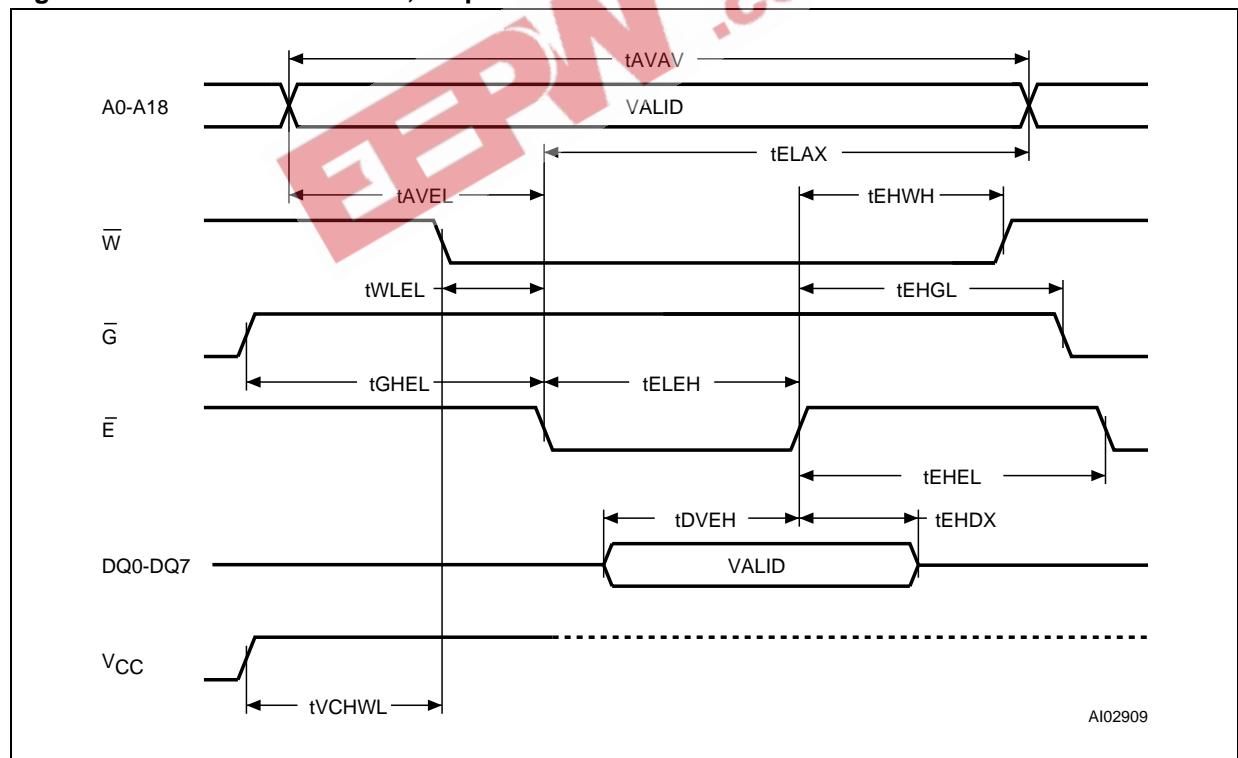 tAVAV
A0-A18
VALID
tELAX
tAVEL
tEHWH
W
tWLEL
tEHGL
G
tGHEL
tELEH
E
tEHEL
tDVEH
tEHDX
DQ0-DQ7
VALID
VCC
tVCHWL
AI02909
EEPW